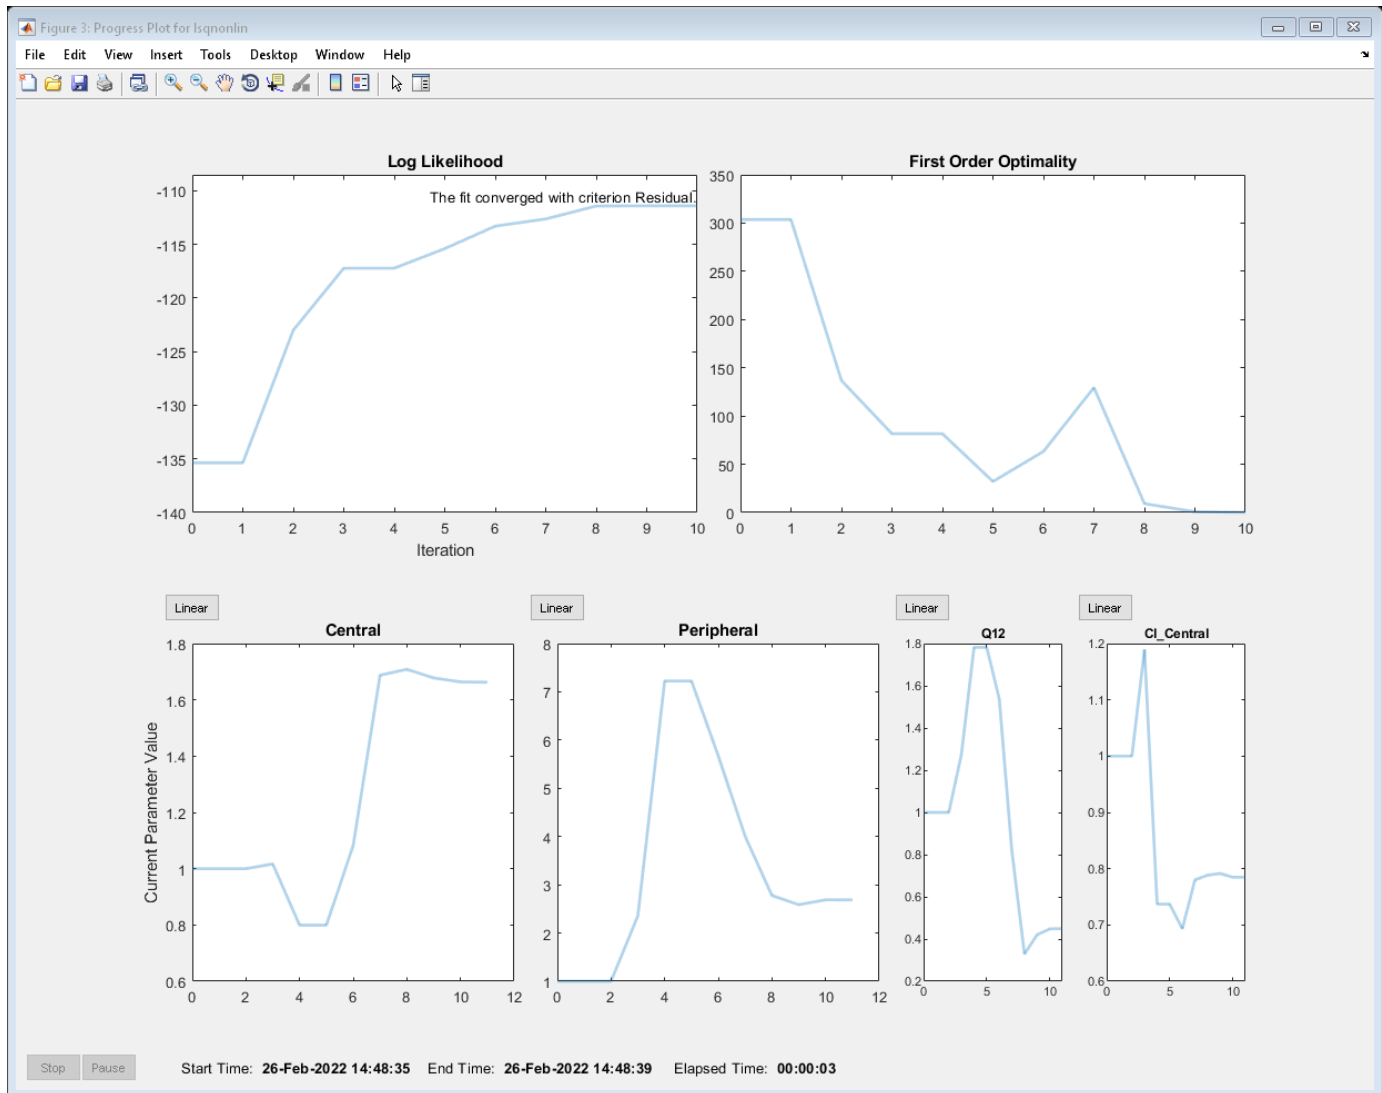 Figure 3: Progress Plot for lsqnonlin
File Edit View Insert Tools Desktop Window Help
Log Likelihood
The fit converged with criterion Residual.
-110
-115
-120
-125
-130
-135
-140
0 1 2 3 4 5 6 7 8 9 10
Iteration
First Order Optimality
350
300
250
200
150
100
50
0
0 1 2 3 4 5 6 7 8 9 10
Linear
Central
Current Parameter Value
1.8
1.6
1.4
1.2
1
0.8
0.6
0 2 4 6 8 10 12
Linear
Peripheral
8
7
6
5
4
3
2
1
0 2 4 6 8 10 12
Linear
Q12
1.8
1.6
1.4
1.2
1
0.8
0.6
0.4
0.2
0 5 10
Linear
Cl_Central
1.2
1.1
1
0.9
0.8
0.7
0.6
0 5 10
Stop Pause Start Time: 26-Feb-2022 14:48:35 End Time: 26-Feb-2022 14:48:39 Elapsed Time: 00:00:03